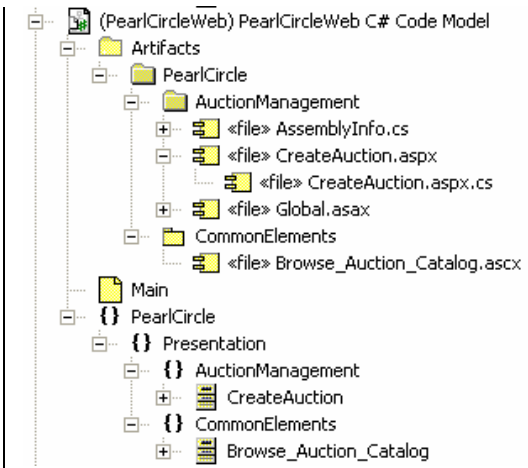 (PearlCircleWeb) PearlCircleWeb C# Code Model
Artifacts
PearlCircle
AuctionManagement
«file» AssemblyInfo.cs
«file» CreateAuction.aspx
«file» CreateAuction.aspx.cs
«file» Global.asax
CommonElements
«file» Browse_Auction_Catalog.ascx
Main
{} PearlCircle
{} Presentation
{} AuctionManagement
CreateAuction
{} CommonElements
Browse_Auction_Catalog